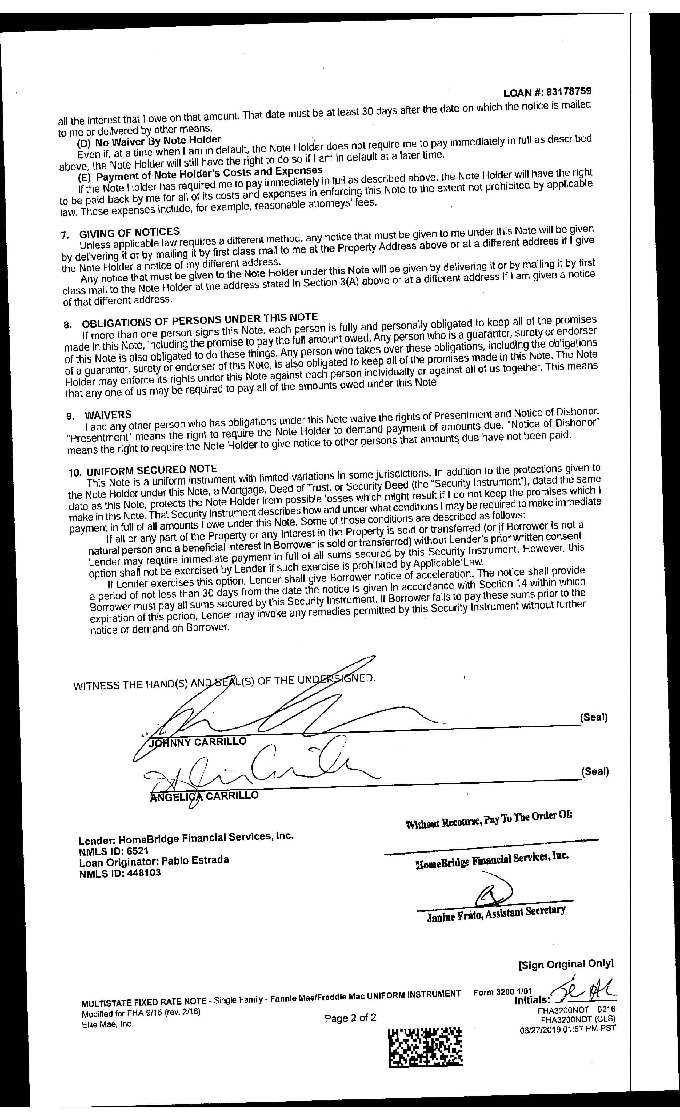 LOAN #: 83178759
all the interest that I owe on that amount. That date must be at least 30 days after the date on which the notice is mailed
to me or delivered by other means.
(D) No Waiver By Note Holder
Even if, at a time when I am in default, the Note Holder does not require me to pay immediately in full as described
above, the Note Holder will still have the right to do so if I am in default at a later time.
(E) Payment of Note Holder's Costs and Expenses
If the Note Holder has required me to pay immediately in full as described above, the Note Holder will have the right
to be paid back by me for all of its costs and expenses in enforcing this Note to the extent not prohibited by applicable
law. Those expenses include, for example, reasonable attorneys' fees.
7. GIVING OF NOTICES
Unless applicable law requires a different method, any notice that must be given to me under this Note will be given
by delivering it or by mailing it by first class mail to me at the Property Address above or at a different address if I give
the Note Holder a notice of my different address.
Any notice that must be given to the Note Holder under this Note will be given by delivering it or by mailing it by first
class mail to the Note Holder at the address stated in Section 3(A) above or at a different address if I am given a notice
of that different address.
8. OBLIGATIONS OF PERSONS UNDER THIS NOTE
If more than one person signs this Note, each person is fully and personally obligated to keep all of the promises
made in this Note, including the promise to pay the full amount owed. Any person who is a guarantor, surety or endorser
of this Note is also obligated to do these things. Any person who takes over these obligations, including the obligations
of a guarantor, surety or endorser of this Note, is also obligated to keep all of the promises made in this Note. The Note
Holder may enforce its rights under this Note against each person individually or against all of us together. This means
that any one of us may be required to pay all of the amounts owed under this Note
9. WAIVERS
I and any other person who has obligations under this Note waive the rights of Presentment and Notice of Dishonor.
"Presentment" means the right to require the Note Holder to demand payment of amounts due. "Notice of Dishonor"
means the right to require the Note Holder to give notice to other persons that amounts due have not been paid.
10. UNIFORM SECURED NOTE
This Note is a uniform instrument with limited variations in some jurisdictions. In addition to the protections given to
the Note Holder under this Note, a Mortgage, Deed of Trust, or Security Deed (the "Security Instrument"), dated the same
date as this Note, protects the Note Holder from possible losses which might result if I do not keep the promises which I
make in this Note. That Security Instrument describes how and under what conditions I may be required to make immediate
payment in full of all amounts I owe under this Note. Some of those conditions are described as follows:
If all or any part of the Property or any Interest in the Property is sold or transferred (or if Borrower is not a
natural person and a beneficial interest in Borrower is sold or transferred) without Lender's prior written consent,
Lender may require immediate payment in full of all sums secured by this Security Instrument. However, this
option shall not be exercised by Lender if such exercise is prohibited by Applicable Law.
If Lender exercises this option, Lender shall give Borrower notice of acceleration. The notice shall provide
a period of not less than 30 days from the date the notice is given in accordance with Section 14 within which
Borrower must pay all sums secured by this Security Instrument. If Borrower fails to pay these sums prior to the
expiration of this period, Lender may invoke any remedies permitted by this Security Instrument without further
notice or demand on Borrower.
WITNESS THE HAND(S) AND SEAL(S) OF THE UNDERSIGNED.
(Seal)
JOHNNY CARRILLO
(Seal)
ANGELICA CARRILLO
Without Recourse, Pay To The Order Of:
Lender: HomeBridge Financial Services, Inc.
NMLS ID: 6521
Loan Originator: Pablo Estrada
NMLS ID: 448103
HomeBridge Financial Services, Inc.
Janine Frato, Assistant Secretary
[Sign Original Only]
MULTISTATE FIXED RATE NOTE - Single Family - Fannie Mae/Freddie Mac UNIFORM INSTRUMENT Form 3200 1/01
Modified for FHA 9/15 (rev. 2/16)
Ellie Mae, Inc.
Page 2 of 2
Initials: JC AC
FHA3200NOT 0216
FHA3200NOT (CLS)
06/27/2019 01:57 PM PST